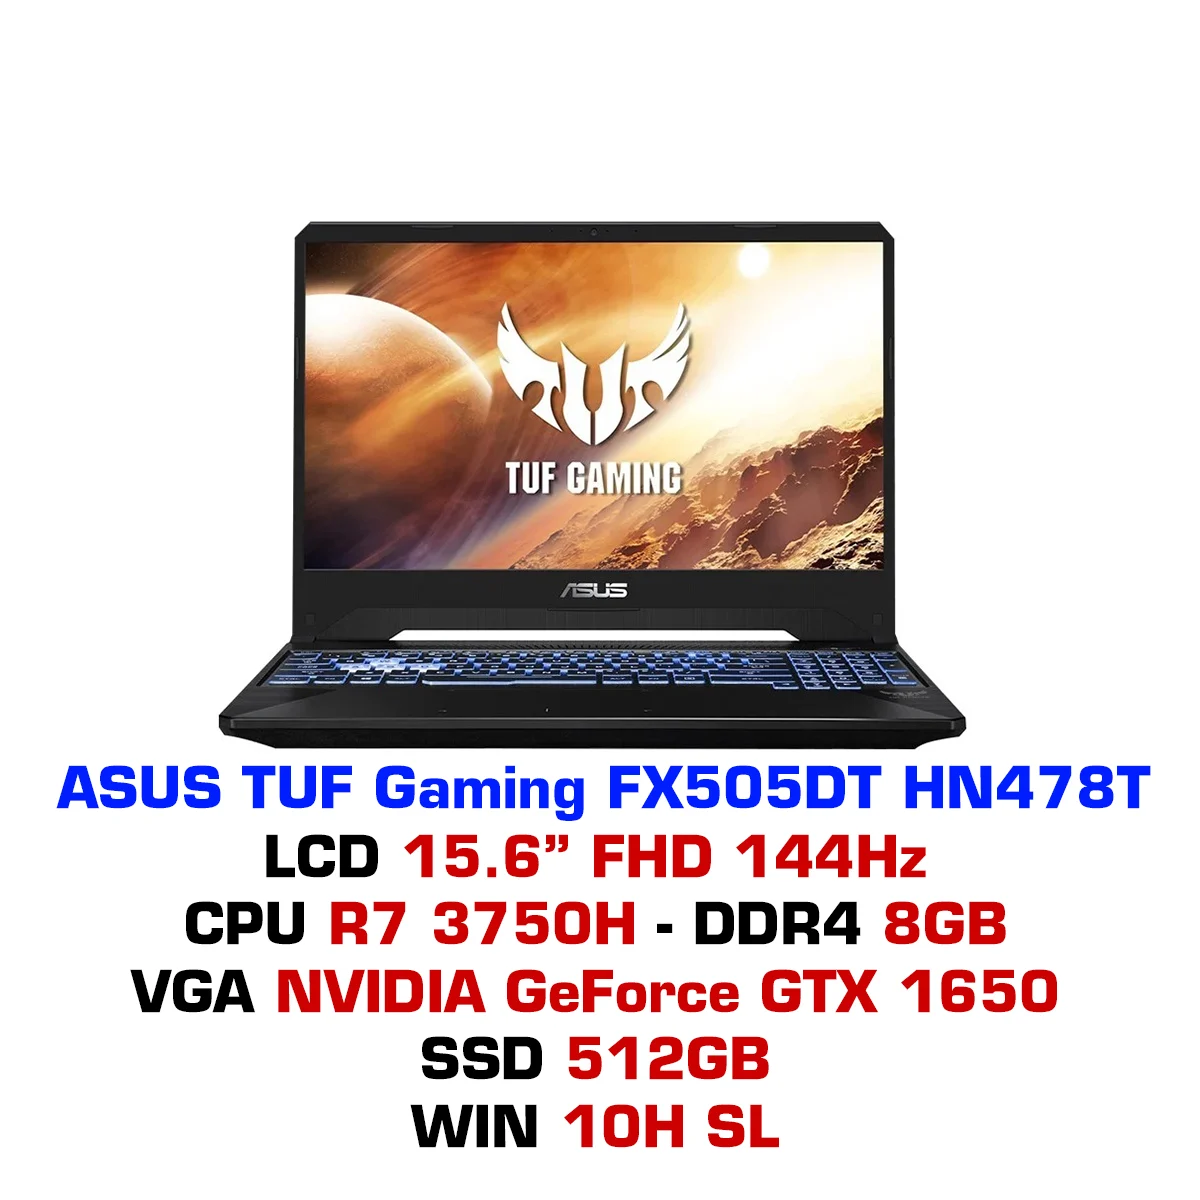 TUF GAMING
ASUS
ASUS TUF Gaming FX505DT HN478T
LCD 15.6” FHD 144Hz
CPU R7 3750H - DDR4 8GB
VGA NVIDIA GeForce GTX 1650
SSD 512GB
WIN 10H SL